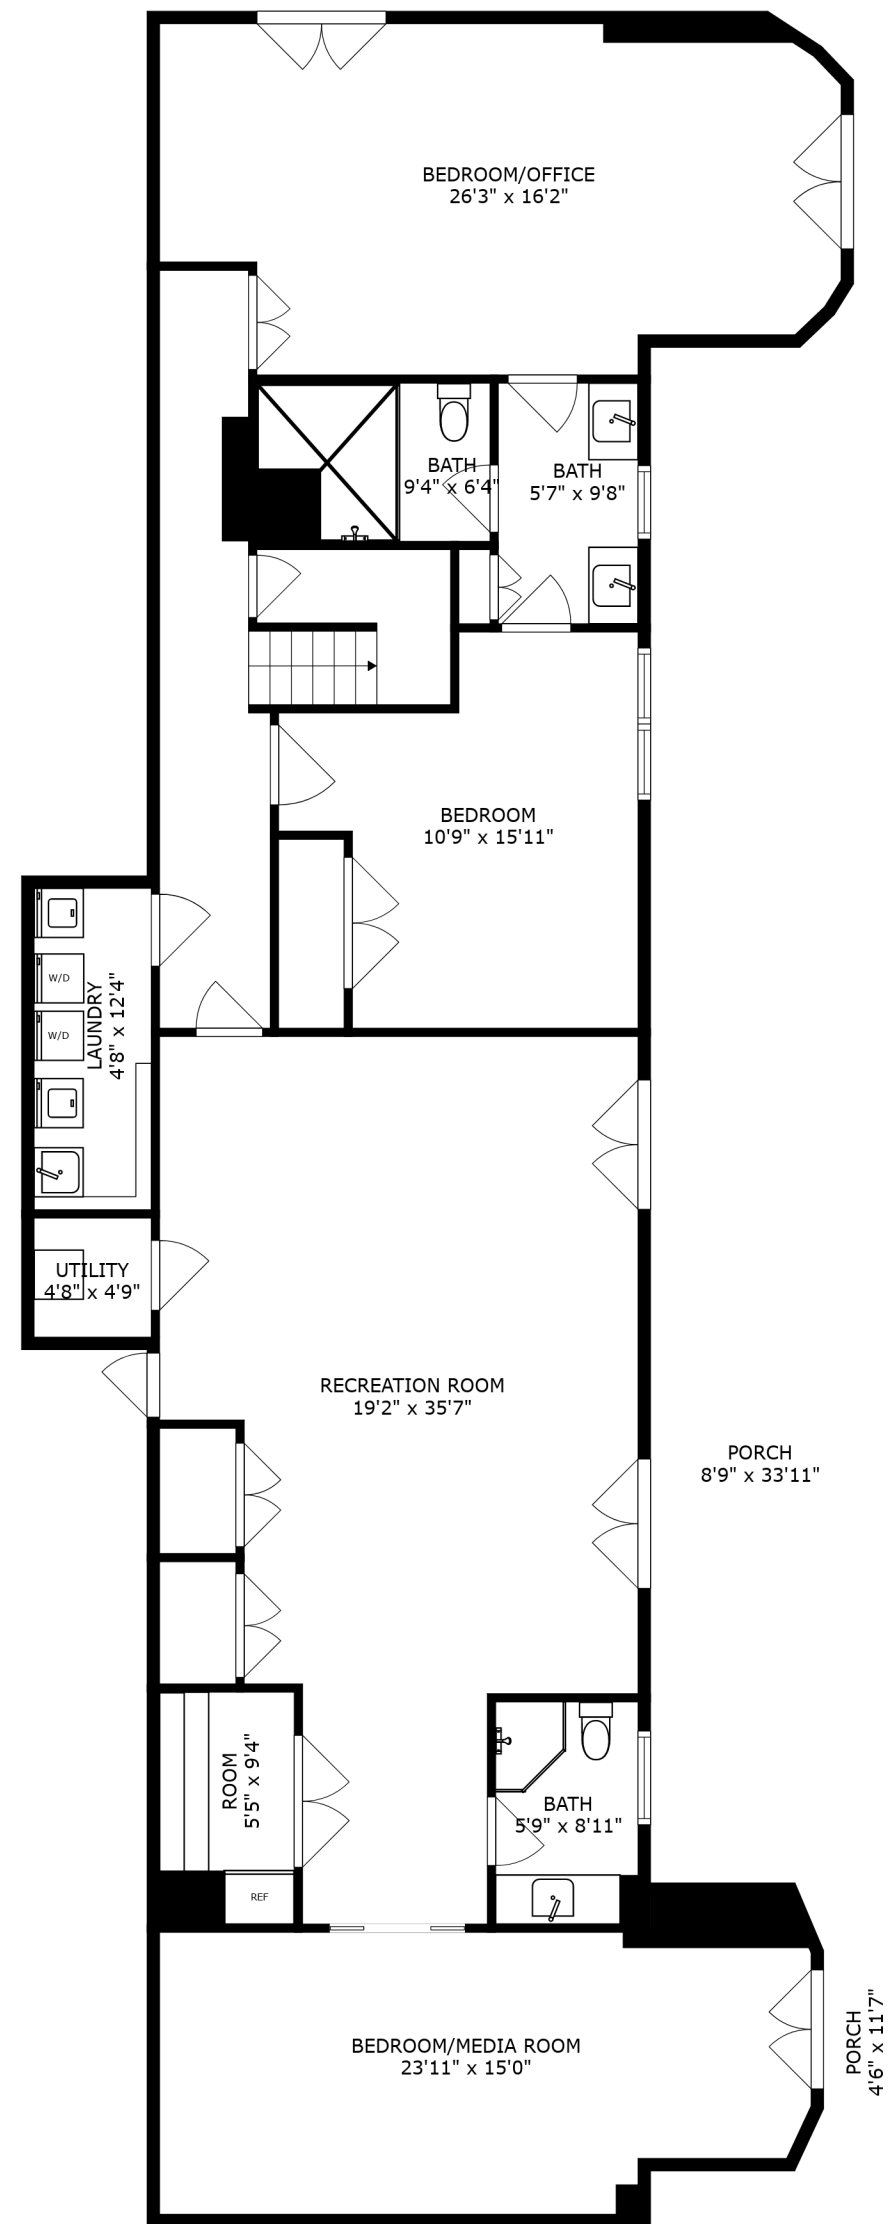 BEDROOM/OFFICE
26'3" x 16'2"
BATH
9'4" x 6'4"
BATH
5'7" x 9'8"
BEDROOM
10'9" x 15'11"
W/D
W/D
LAUNDRY
4'8" x 12'4"
UTILITY
4'8" x 4'9"
RECREATION ROOM
19'2" x 35'7"
PORCH
8'9" x 33'11"
ROOM
5'5" x 9'4"
BATH
5'9" x 8'11"
REF
BEDROOM/MEDIA ROOM
23'11" x 15'0"
PORCH
4'6" x 11'7"